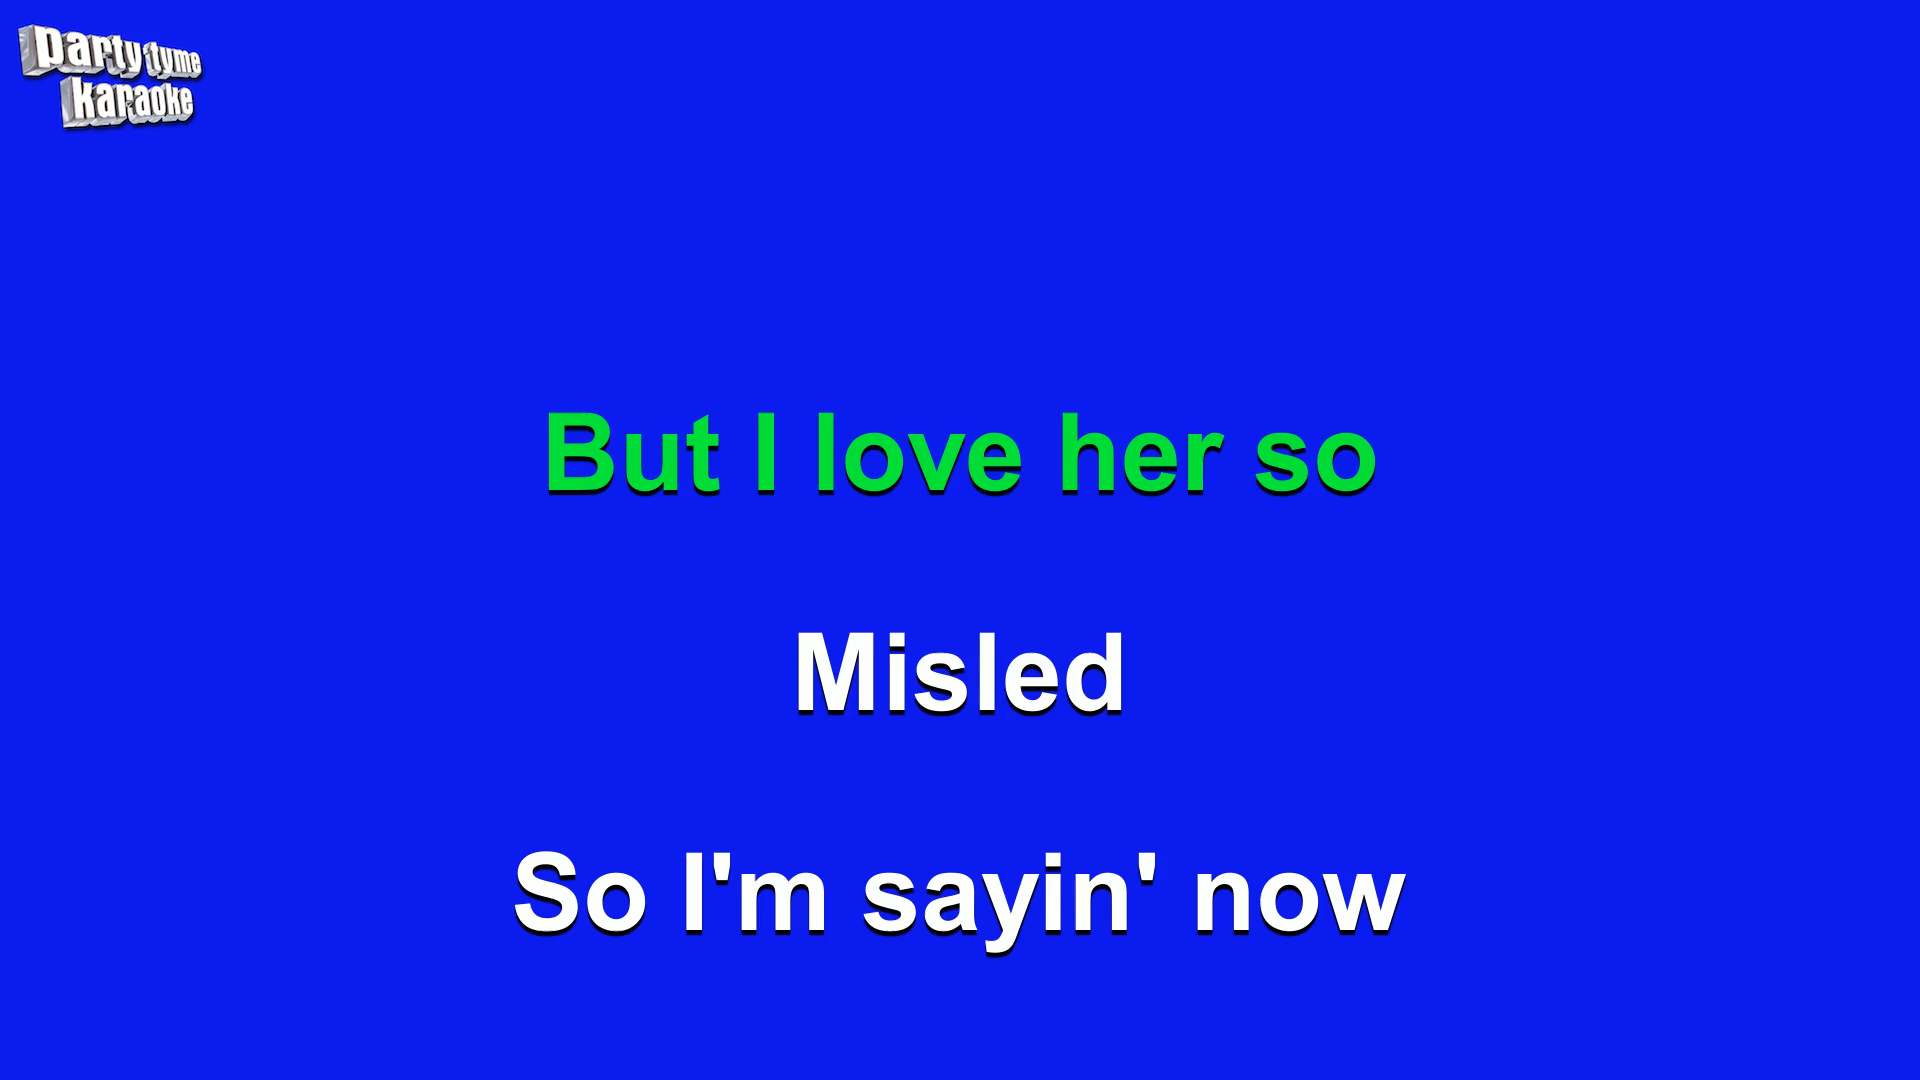 party tyme
karaoke
But I love her so
Misled
So I'm sayin' now